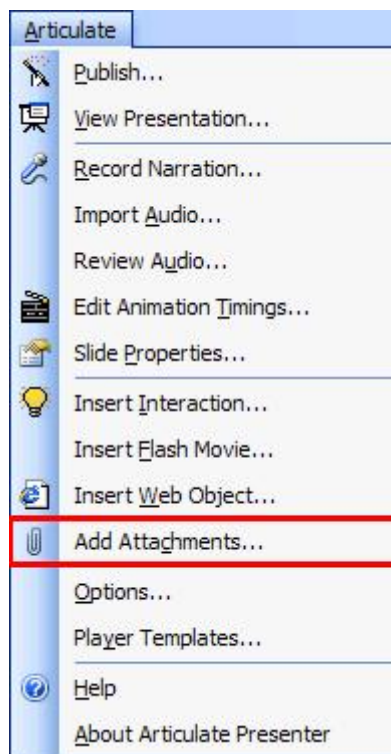 Articulate
Publish...
View Presentation...
Record Narration...
Import Audio...
Review Audio...
Edit Animation Timings...
Slide Properties...
Insert Interaction...
Insert Flash Movie...
Insert Web Object...
Add Attachments...
Options...
Player Templates...
Help
About Articulate Presenter